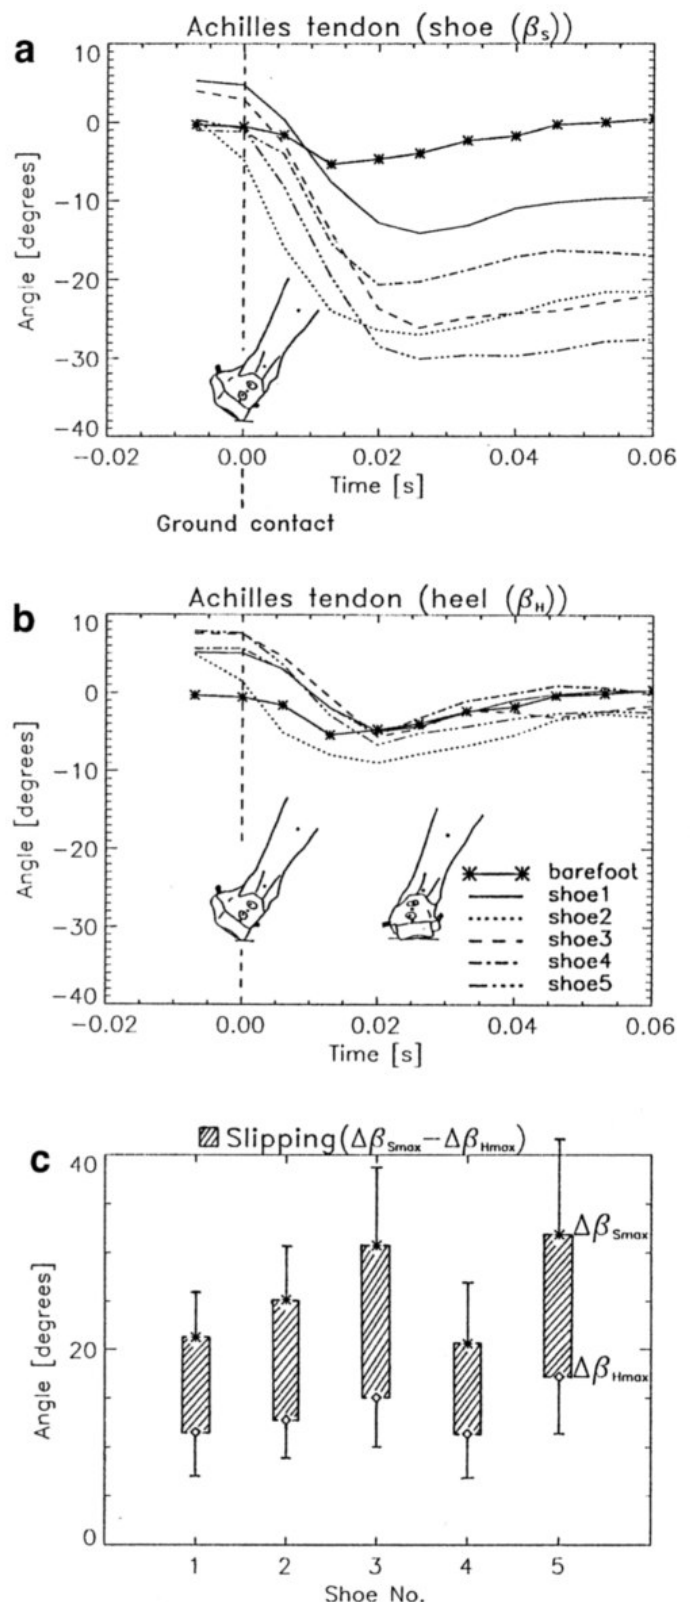 a
Achilles tendon (shoe (βS))
10
0
−10
−20
−30
−40
Angle [degrees]
−0.02 0.00 0.02 0.04 0.06
Time [s]
Ground contact
b
Achilles tendon (heel (βH))
10
0
−10
−20
−30
−40
Angle [degrees]
barefoot
shoe1
shoe2
shoe3
shoe4
shoe5
−0.02 0.00 0.02 0.04 0.06
Time [s]
c
Slipping(ΔβSmax−ΔβHmax)
40
20
0
Angle [degrees]
ΔβSmax
ΔβHmax
1 2 3 4 5
Shoe No.